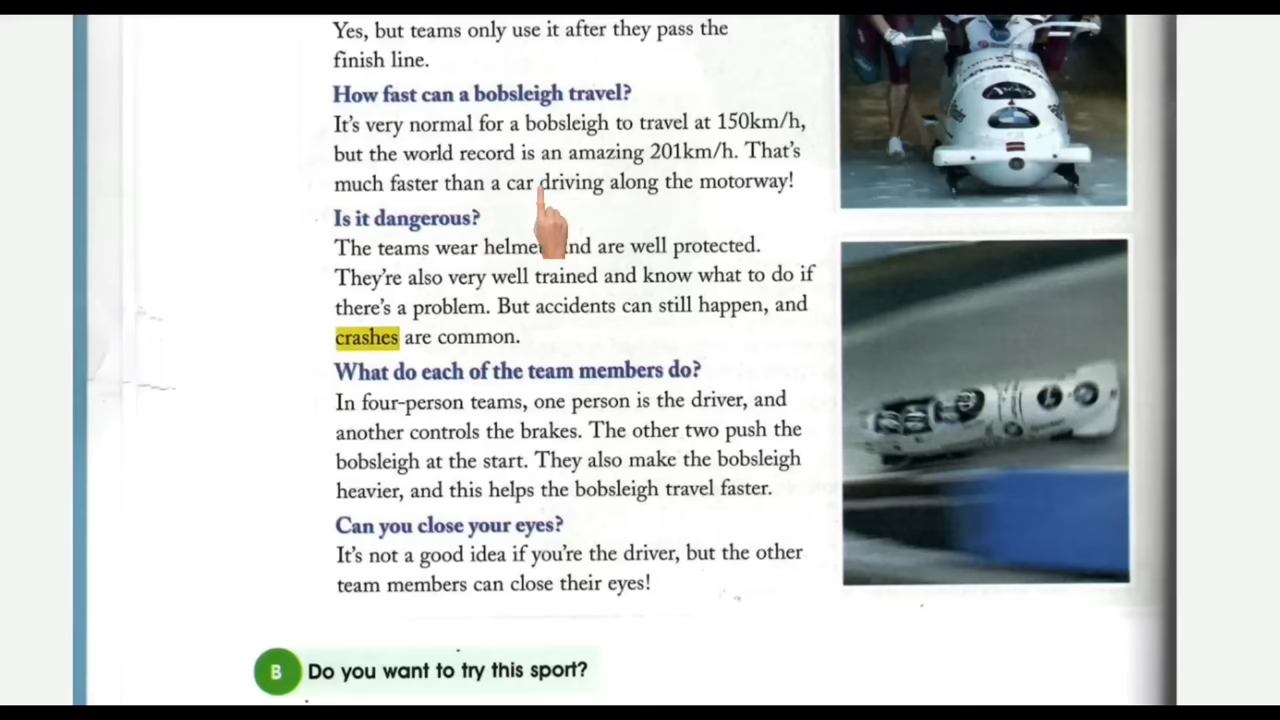 Yes, but teams only use it after they pass the
finish line.
How fast can a bobsleigh travel?
It's very normal for a bobsleigh to travel at 150km/h,
but the world record is an amazing 201km/h. That's
much faster than a car driving along the motorway!
Is it dangerous?
The teams wear and are well protected.
They're also very well trained and know what to do if
there's a problem. But accidents can still happen, and
crashes are common.
What do each of the team members do?
In four-person teams, one person is the driver, and
another controls the brakes. The other two push the
bobsleigh at the start. They also make the bobsleigh
heavier, and this helps the bobsleigh travel faster.
Can you close your eyes?
It's not a good idea if you're the driver, but the other
team members can close their eyes!
B Do you want to try this sport?